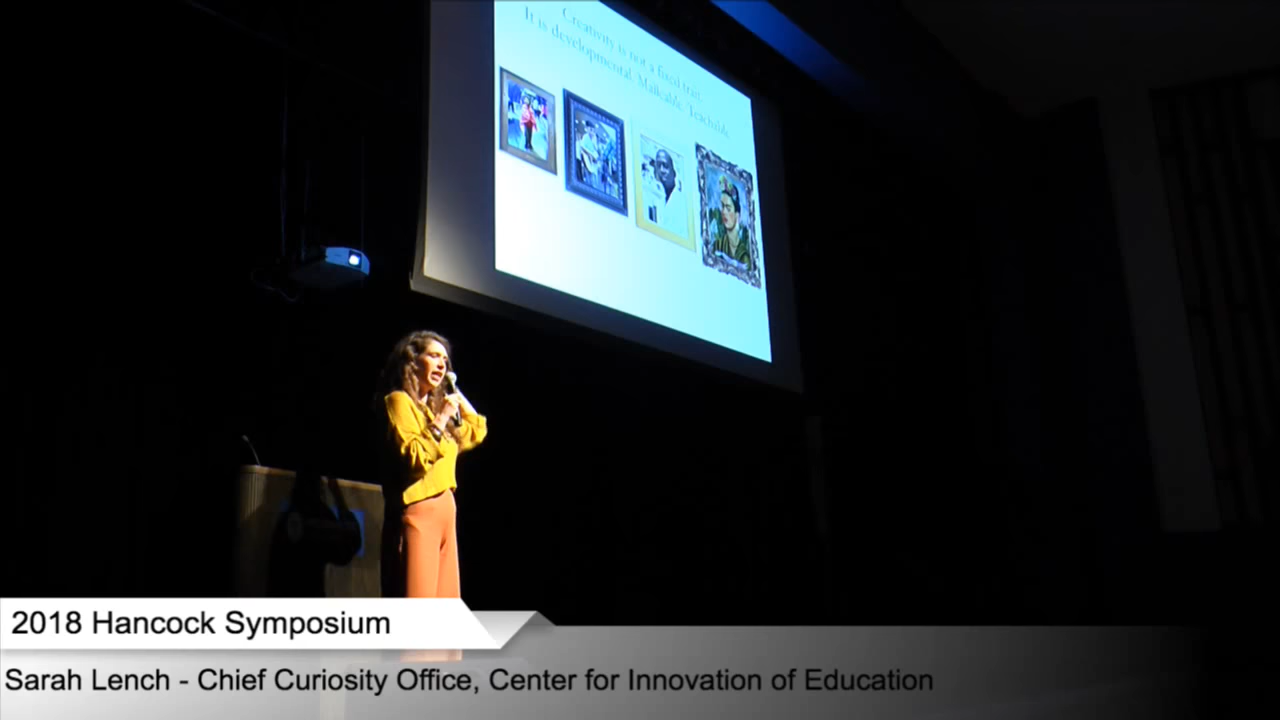 Creativity is not a fixed trait.
It is developmental. Malleable. Teachable.
2018 Hancock Symposium
Sarah Lench - Chief Curiosity Office, Center for Innovation of Education